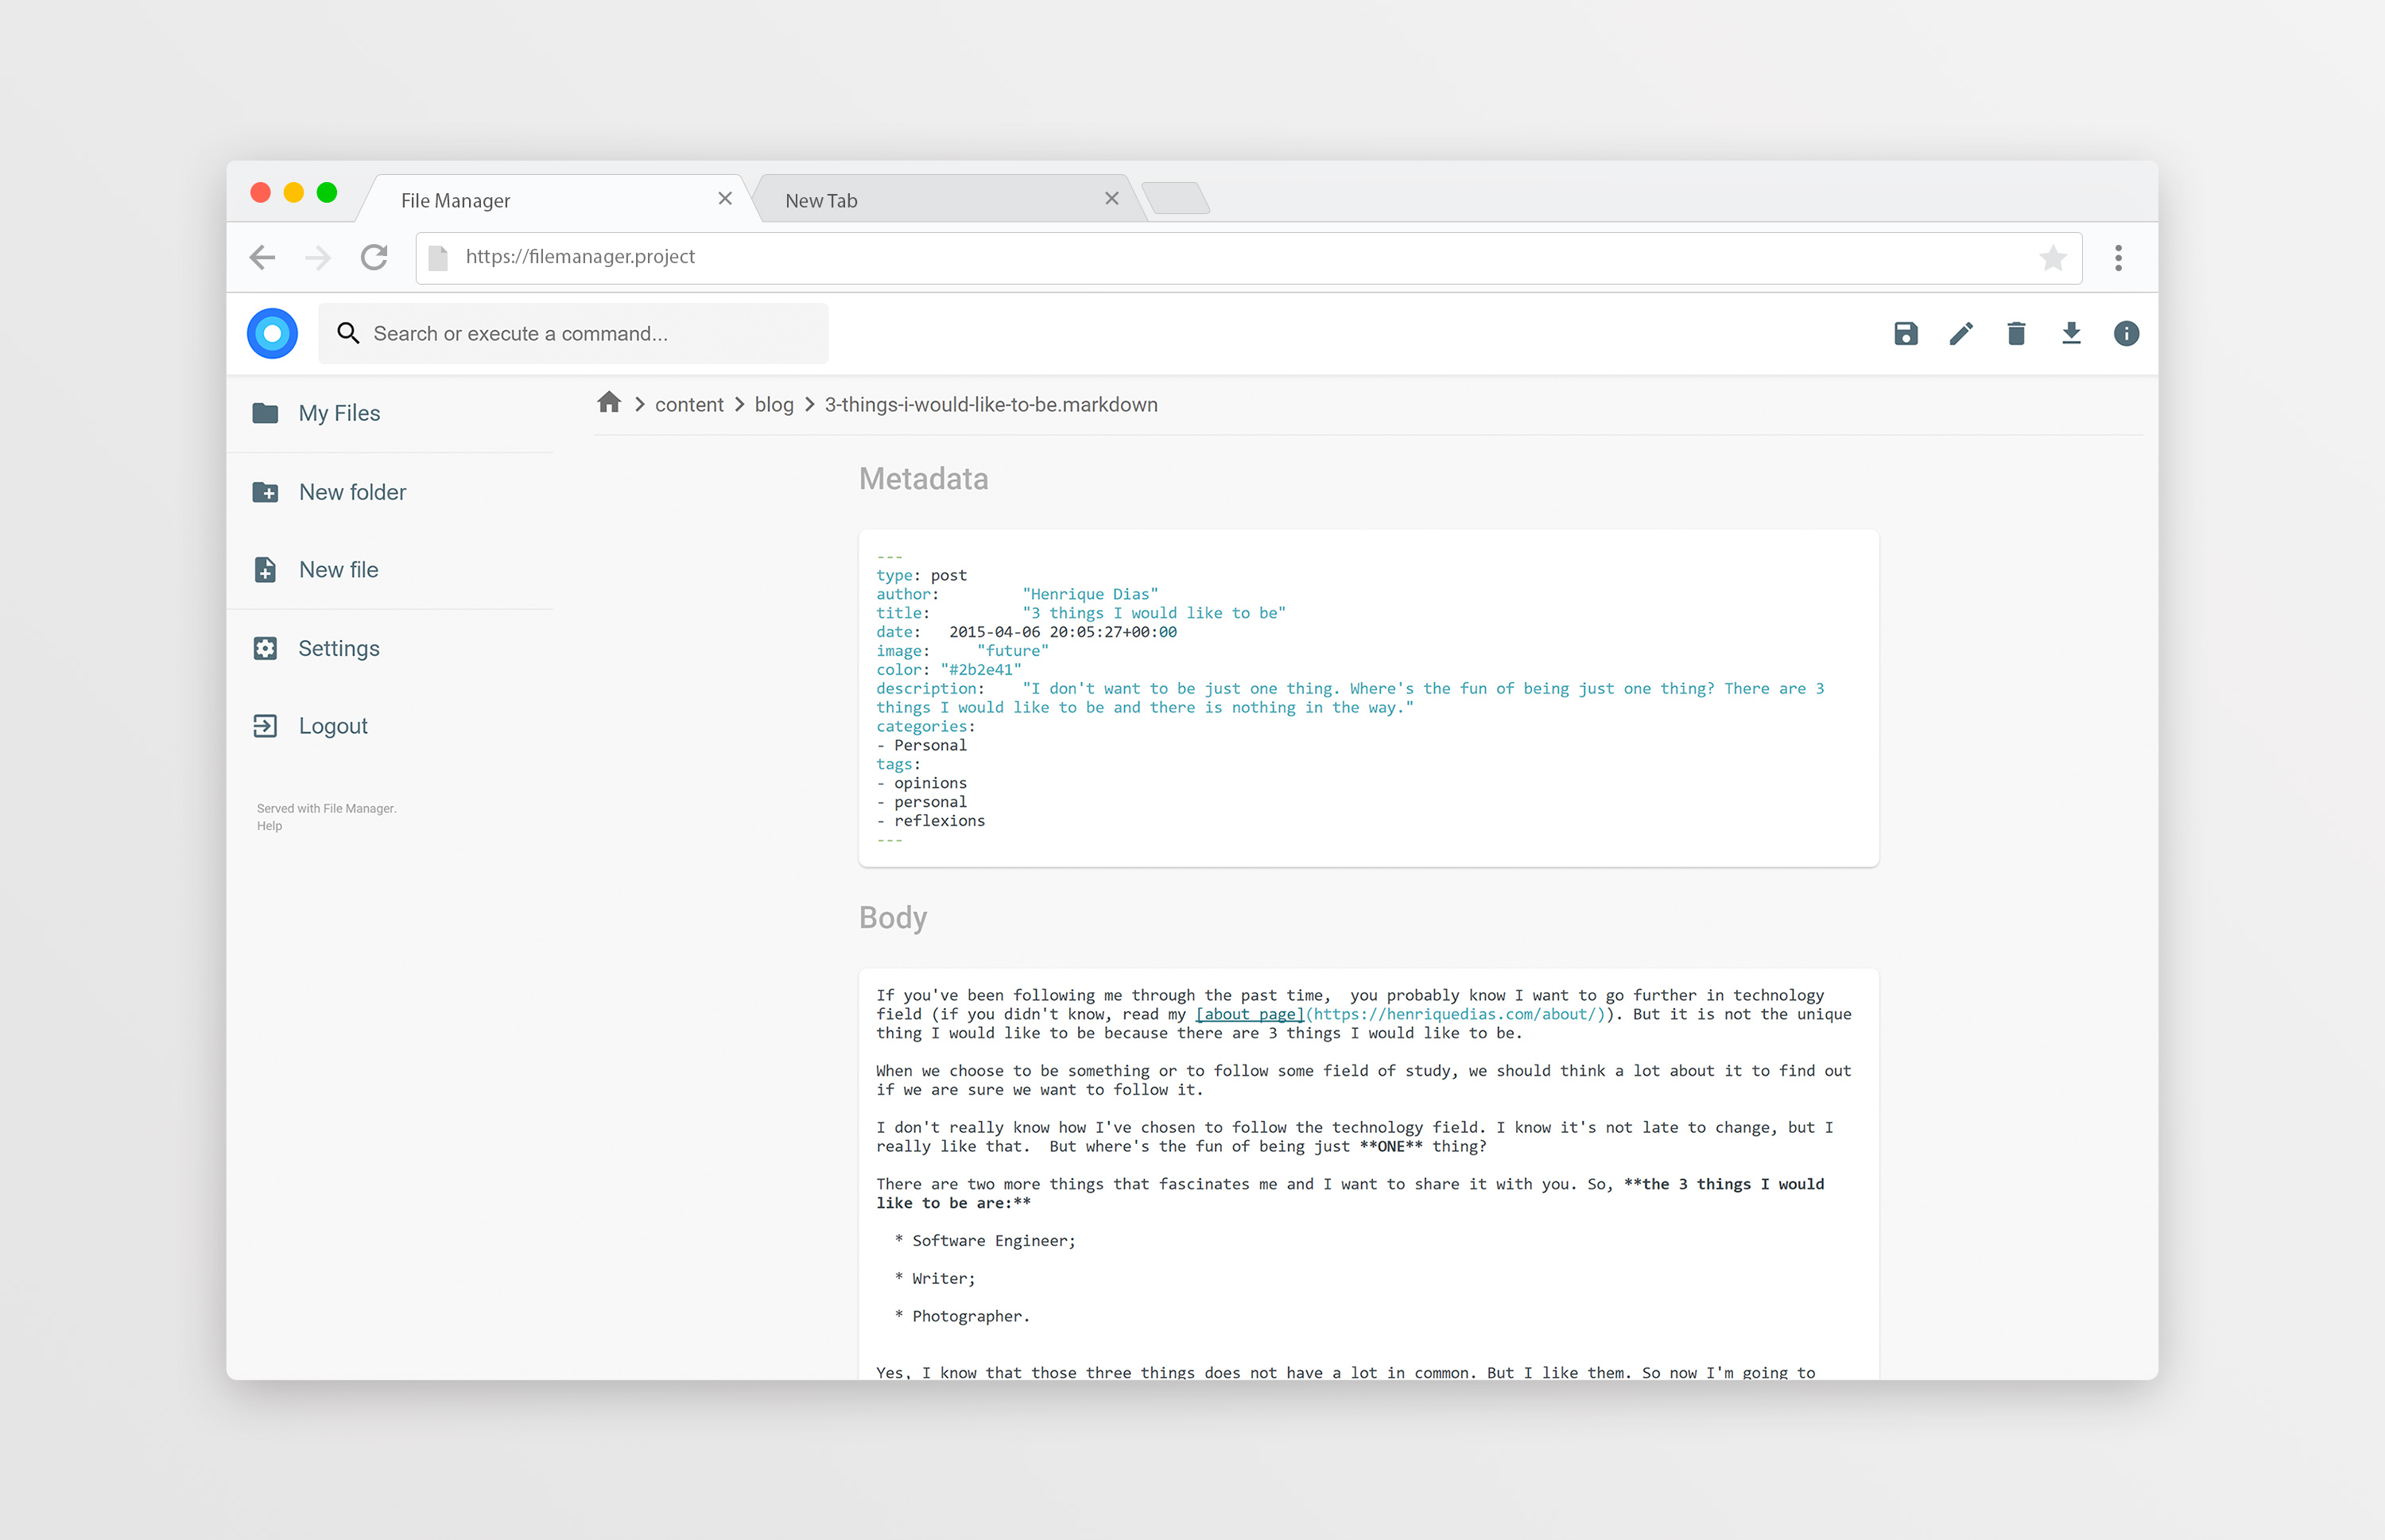 File Manager
New Tab
https://filemanager.project
Search or execute a command...
My Files
New folder
New file
Settings
Logout
Served with File Manager.
Help
content
blog
3-things-i-would-like-to-be.markdown
Metadata
---
type: post
author: "Henrique Dias"
title: "3 things I would like to be"
date: 2015-04-06 20:05:27+00:00
image: "future"
color: "#2b2e41"
description: "I don't want to be just one thing. Where's the fun of being just one thing? There are 3
things I would like to be and there is nothing in the way."
categories:
- Personal
tags:
- opinions
- personal
- reflexions
---
Body
If you've been following me through the past time,  you probably know I want to go further in technology
field (if you didn't know, read my [about page](https://henriquedias.com/about/)). But it is not the unique
thing I would like to be because there are 3 things I would like to be.
When we choose to be something or to follow some field of study, we should think a lot about it to find out
if we are sure we want to follow it.
I don't really know how I've chosen to follow the technology field. I know it's not late to change, but I
really like that.  But where's the fun of being just **ONE** thing?
There are two more things that fascinates me and I want to share it with you. So, **the 3 things I would
like to be are:**
* Software Engineer;
* Writer;
* Photographer.
Yes, I know that those three things does not have a lot in common. But I like them. So now I'm going to